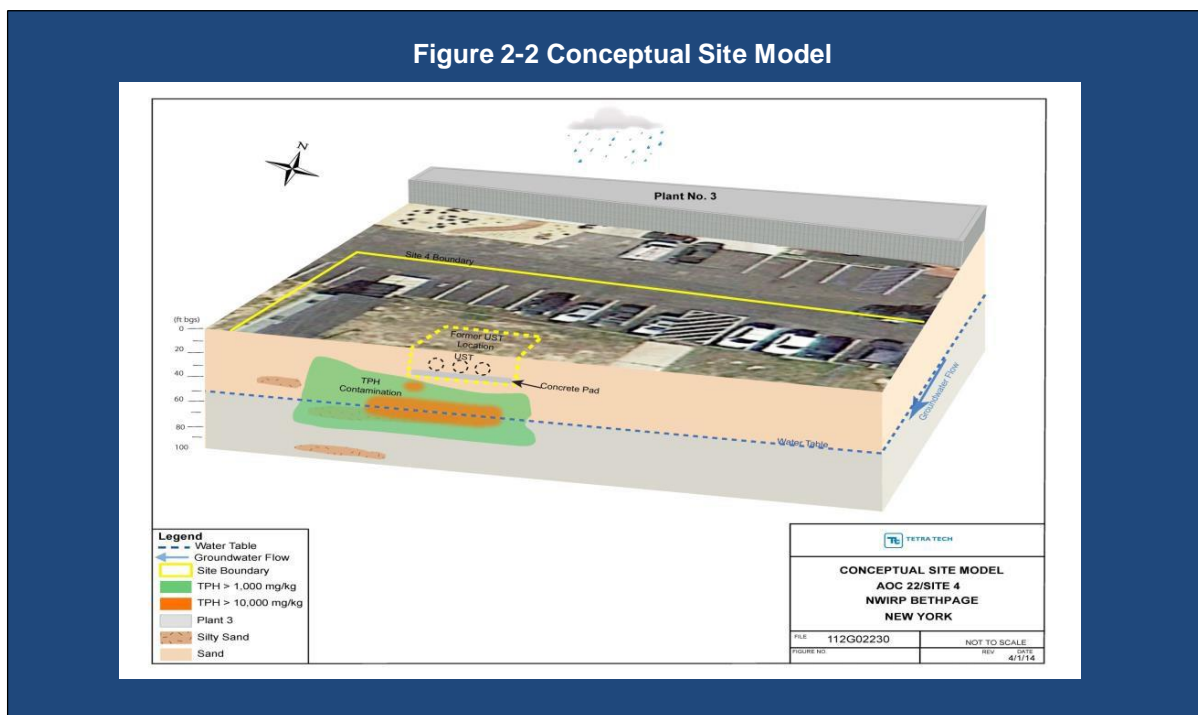 Figure 2-2 Conceptual Site Model
N
Plant No. 3
Site 4 Boundary
(ft bgs)
0
20
40
60
80
100
Former UST
Location
UST
Concrete Pad
TPH
Contamination
Water Table
Groundwater Flow
Legend
Water Table
Groundwater Flow
Site Boundary
TPH > 1,000 mg/kg
TPH > 10,000 mg/kg
Plant 3
Silty Sand
Sand
Tt TETRA TECH
CONCEPTUAL SITE MODEL
AOC 22/SITE 4
NWIRP BETHPAGE
NEW YORK
FILE 112G02230 NOT TO SCALE
FIGURE NO. REV DATE
4/1/14